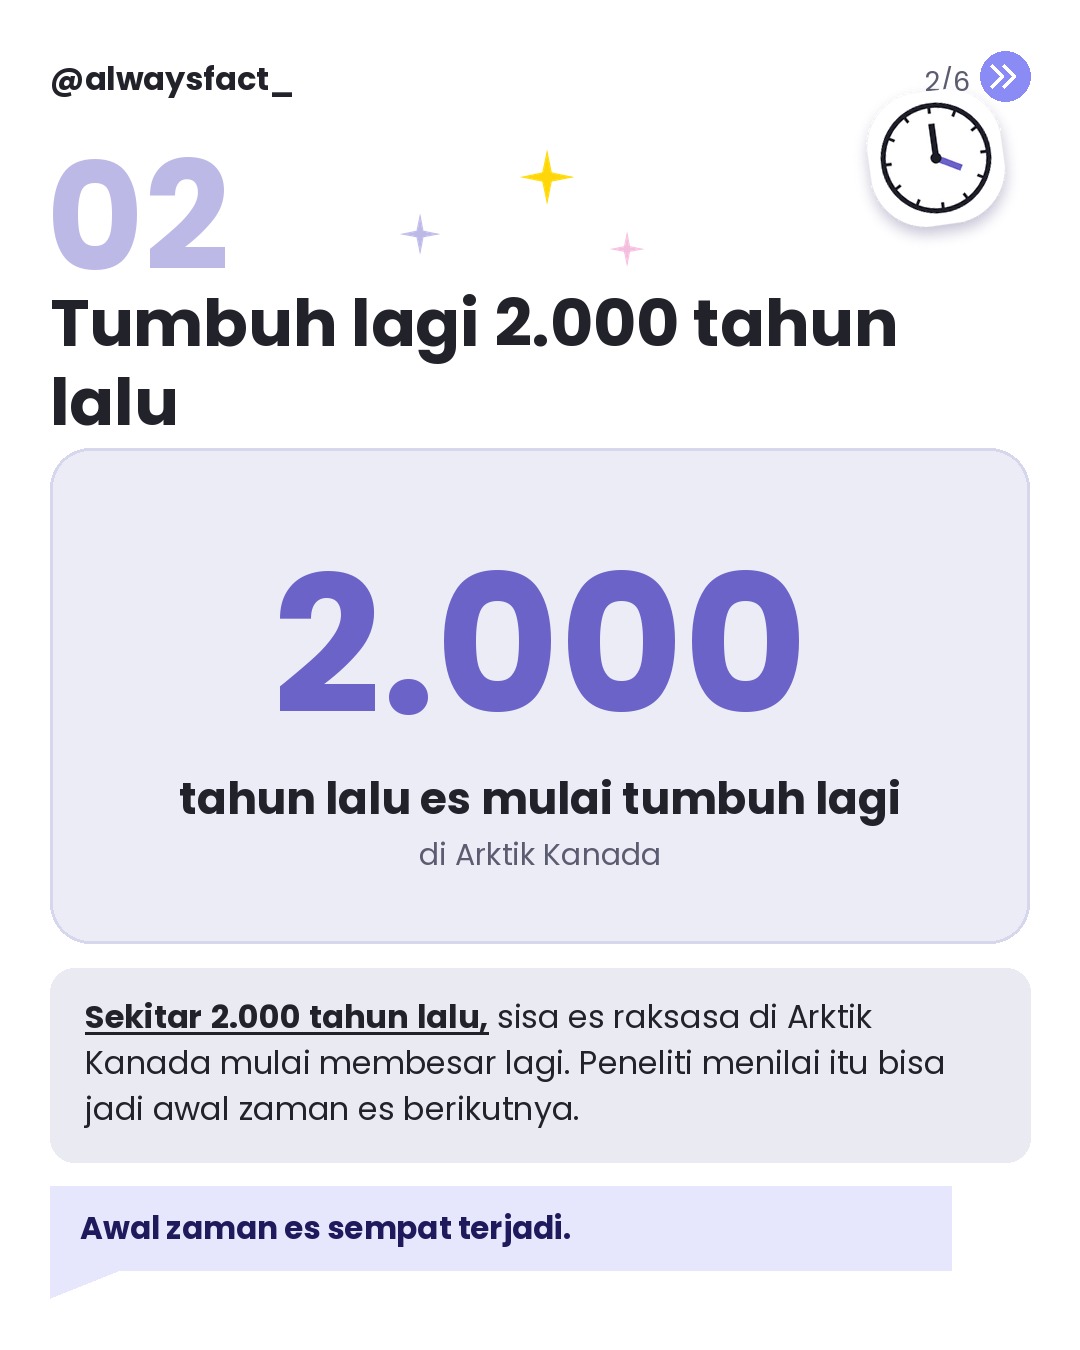 @alwaysfact_
2/6
02
Tumbuh lagi 2.000 tahun
lalu
2.000
tahun lalu es mulai tumbuh lagi
di Arktik Kanada
Sekitar 2.000 tahun lalu, sisa es raksasa di Arktik
Kanada mulai membesar lagi. Peneliti menilai itu bisa
jadi awal zaman es berikutnya.
Awal zaman es sempat terjadi.